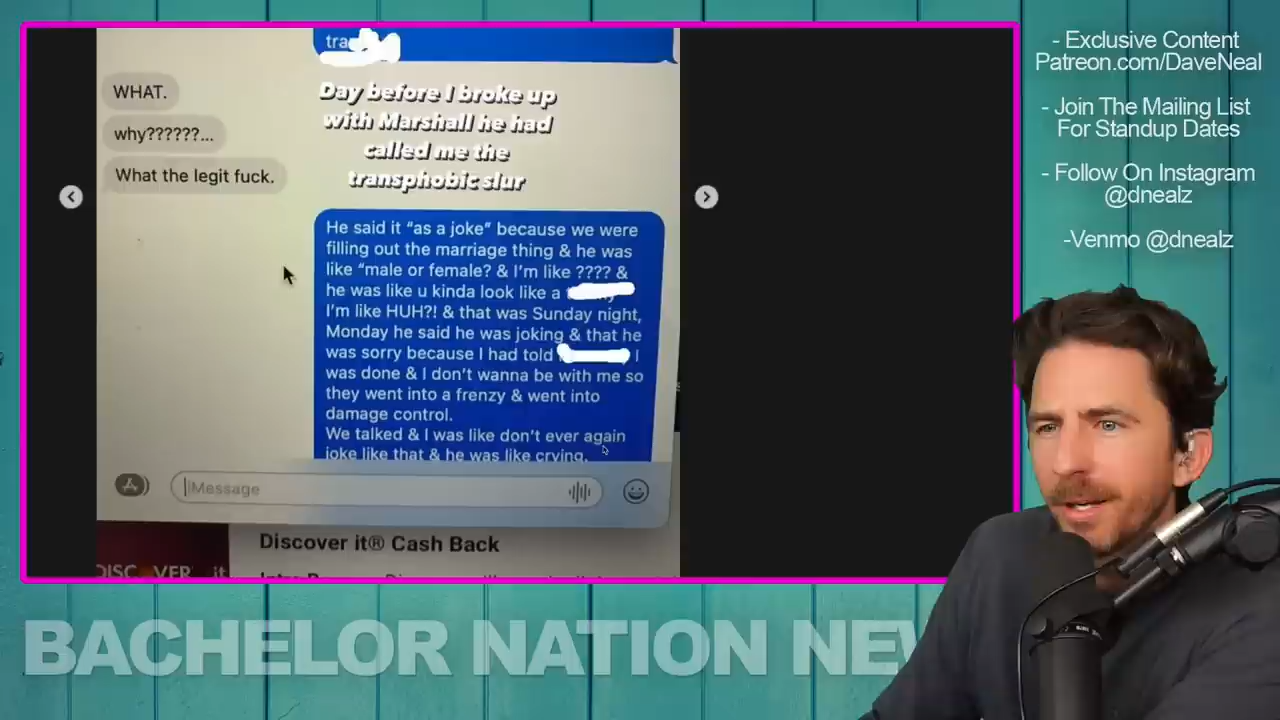 tra
WHAT.
why??????...
What the legit fuck.
Day before I broke up
with Marshall he had
called me the
transphobic slur
He said it “as a joke” because we were
filling out the marriage thing & he was
like “male or female? & I'm like ???? &
he was like u kinda look like a
I'm like HUH?! & that was Sunday night,
Monday he said he was joking & that he
was sorry because I had told I
was done & I don't wanna be with me so
they went into a frenzy & went into
damage control.
We talked & I was like don't ever again
joke like that & he was like crying.
iMessage
Discover it® Cash Back
DISC VER it
- Exclusive Content
Patreon.com/DaveNeal
- Join The Mailing List
For Standup Dates
- Follow On Instagram
@dnealz
-Venmo @dnealz
BACHELOR NATION NEW